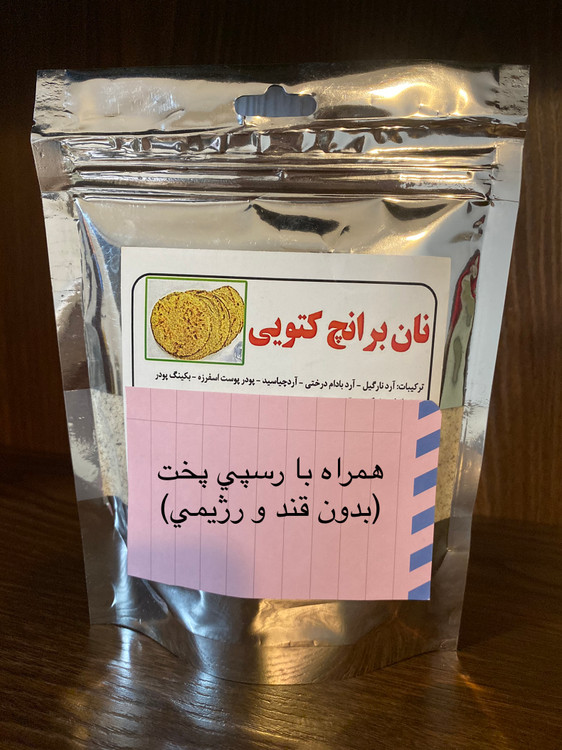 نان برانچ کتویی
ترکیبات: آرد نارگیل - آرد بادام درختی - آردچیاسید - پودر پوست اسفرزه - بکینگ پودر
همراه با رسپي پخت
(بدون قند و رژيمي)